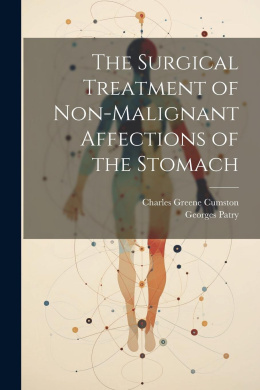 The Surgical
Treatment of
Non-Malignant
Affections of
the Stomach
Charles Greene Cumston
Georges Patry